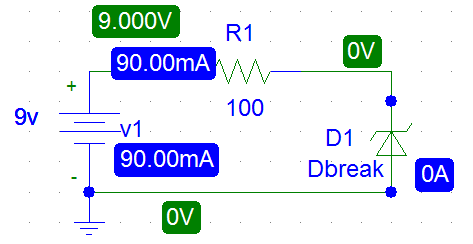 9.000V
R1
0V
90.00mA
+
100
9v
v1
D1
90.00mA
Dbreak
-
0A
0V